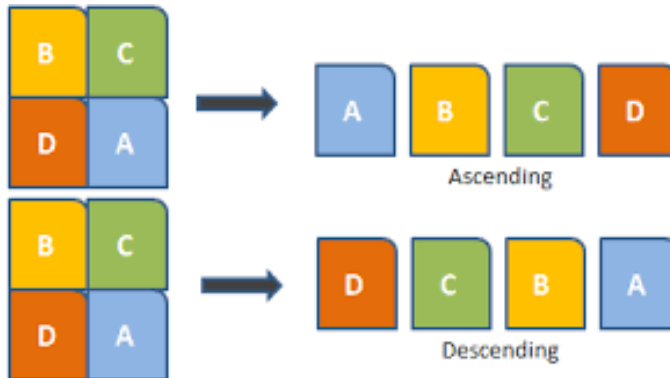 B C
D A
A B C D
Ascending
B C
D A
D C B A
Descending